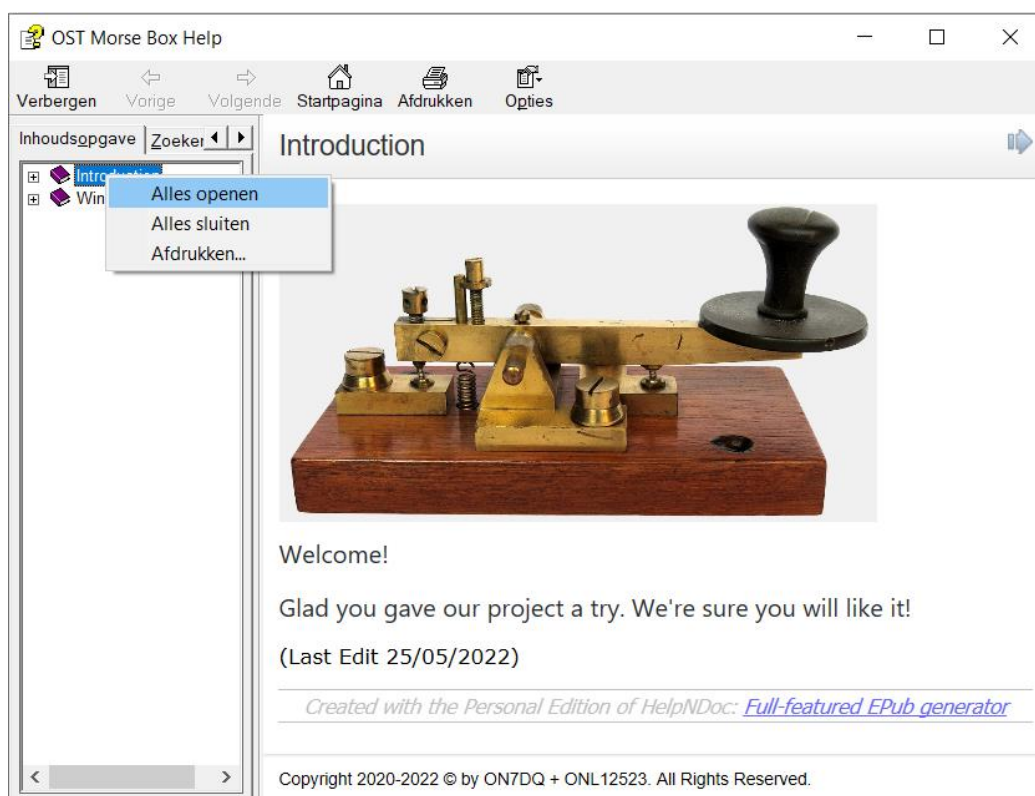 OST Morse Box Help
Verbergen Vorige Volgende Startpagina Afdrukken Opties
Inhoudsopgave
Introduction
Alles openen
Alles sluiten
Afdrukken...
Introduction
Welcome!
Glad you gave our project a try. We're sure you will like it!
(Last Edit 25/05/2022)
Created with the Personal Edition of HelpNDoc: Full-featured EPub generator
Copyright 2020-2022 © by ON7DQ + ONL12523. All Rights Reserved.